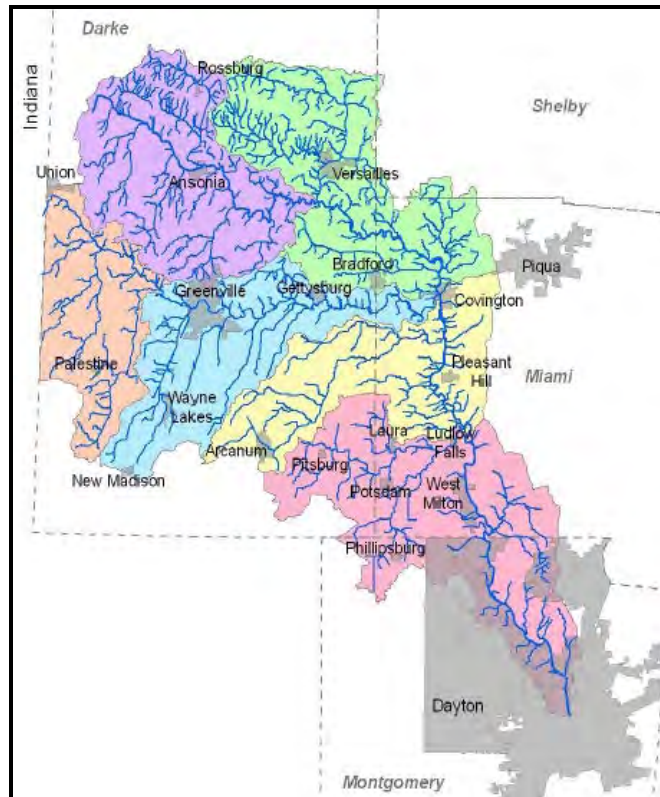 Darke
Indiana
Rossburg
Shelby
Versailles
Union
Ansonia
Bradford
Piqua
Greenville
Gettysburg
Covington
Palestine
Pleasant
Hill
Miami
Wayne
Lakes
Laura
Ludlow
Falls
Arcanum
Pitsburg
New Madison
Potsdam
West
Milton
Phillipsburg
Dayton
Montgomery